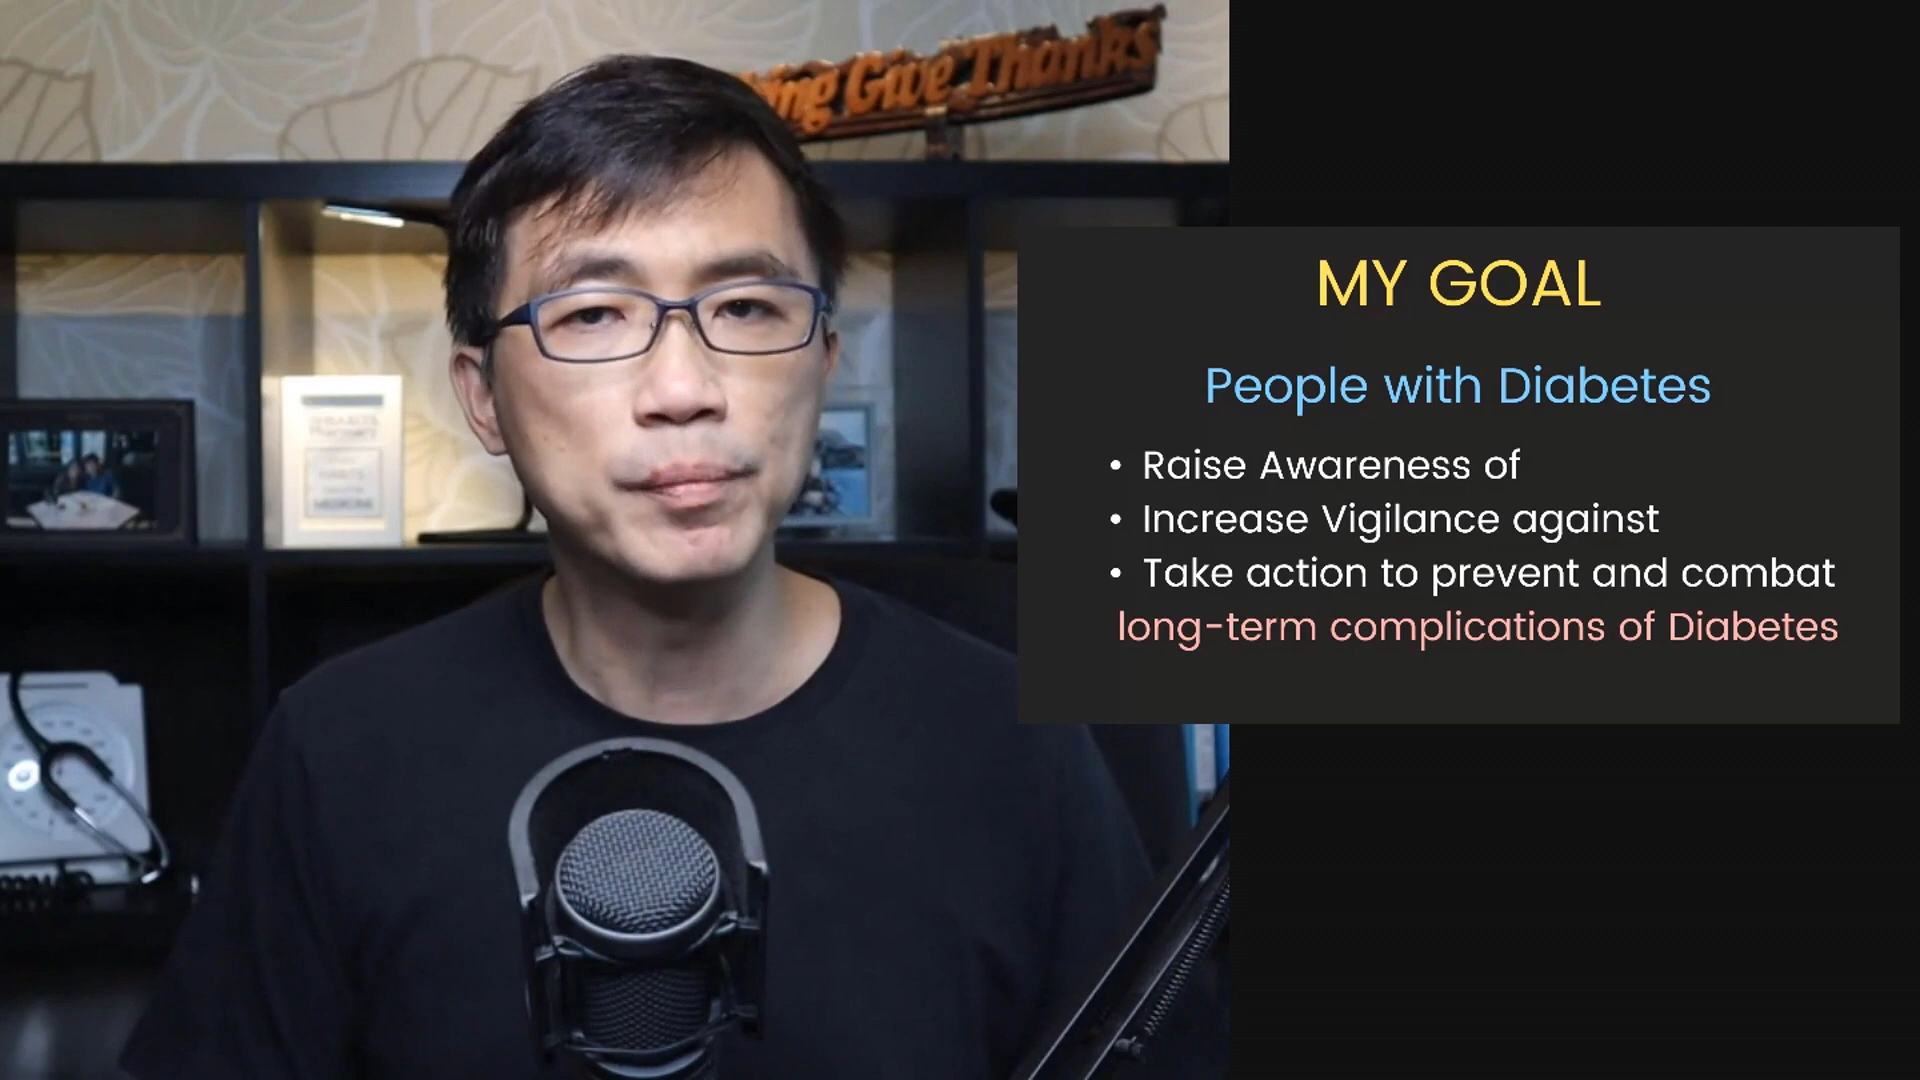 Give Thanks
MY GOAL
People with Diabetes
• Raise Awareness of
• Increase Vigilance against
• Take action to prevent and combat
long-term complications of Diabetes
MEDICINE